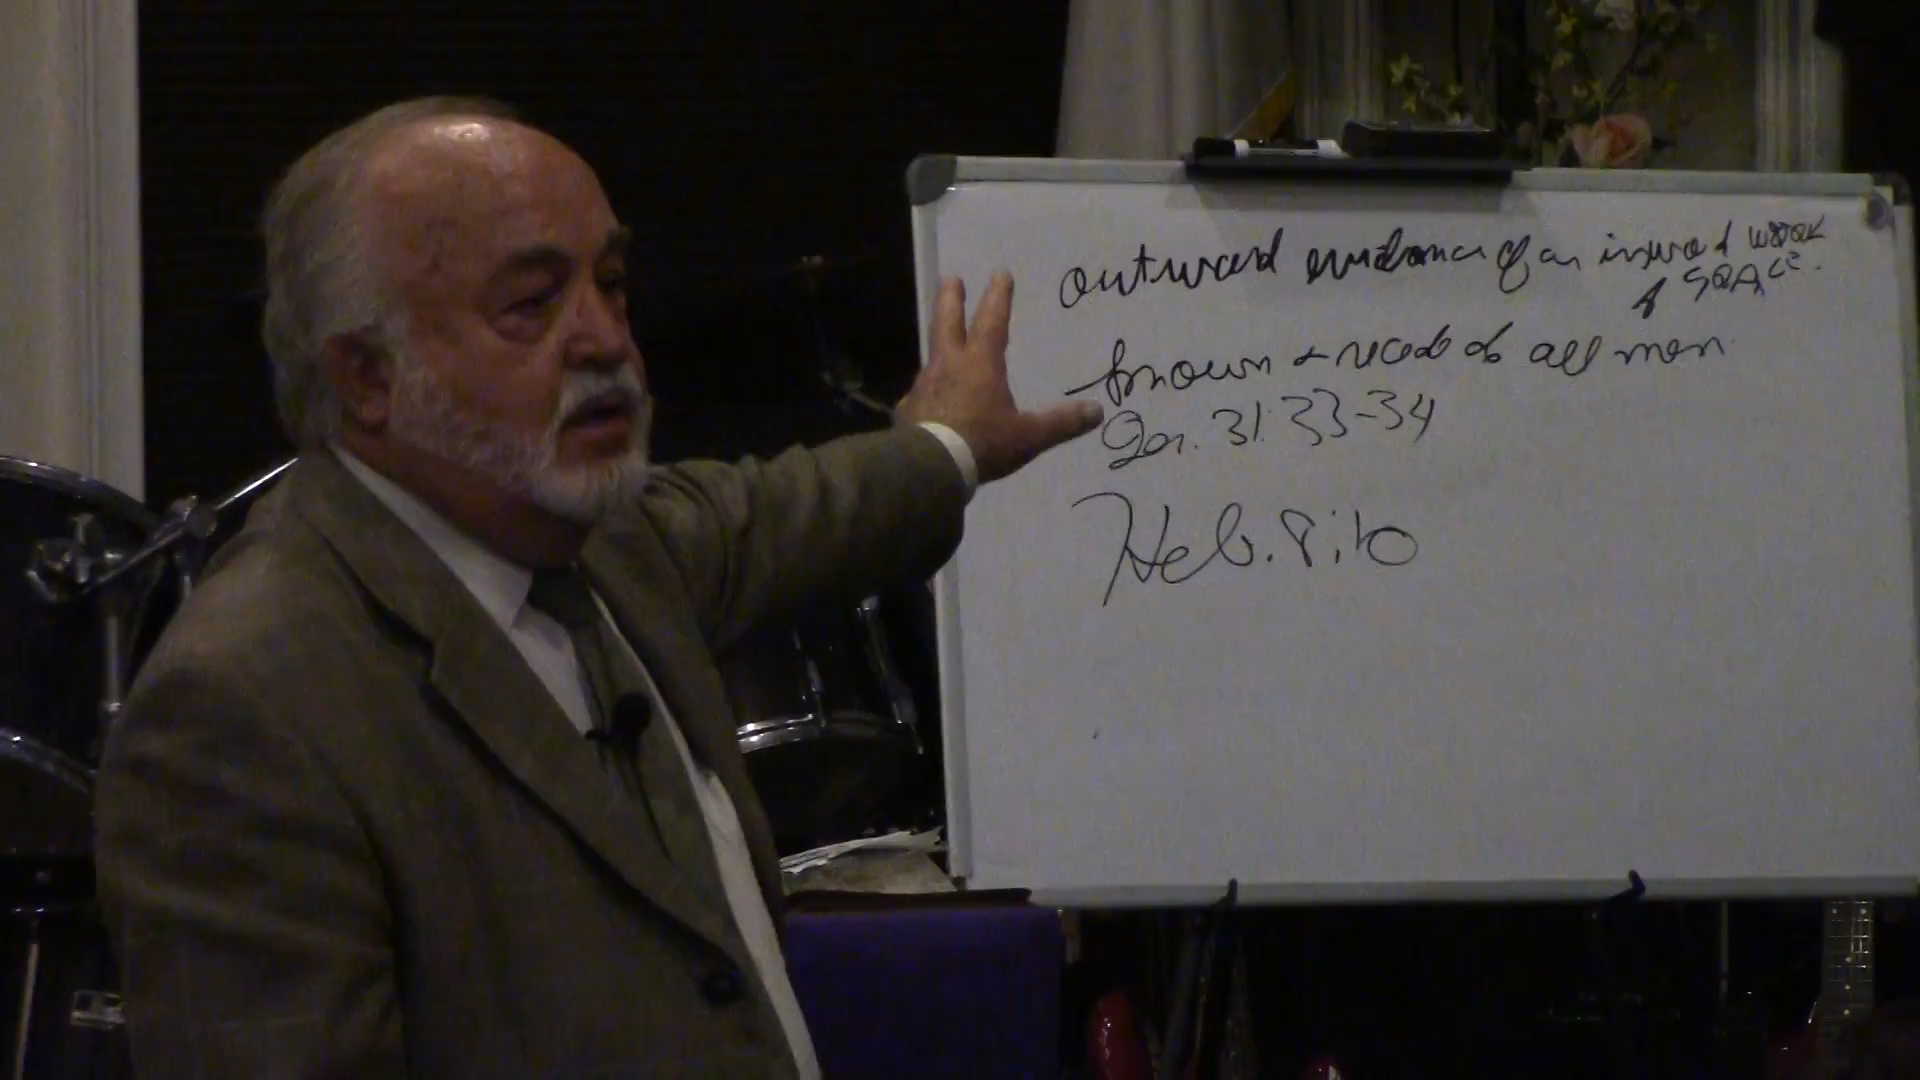 outward evidence of an inward work
of GRACE.
known & read of all men
Jer. 31:33-34
Heb. 8:10